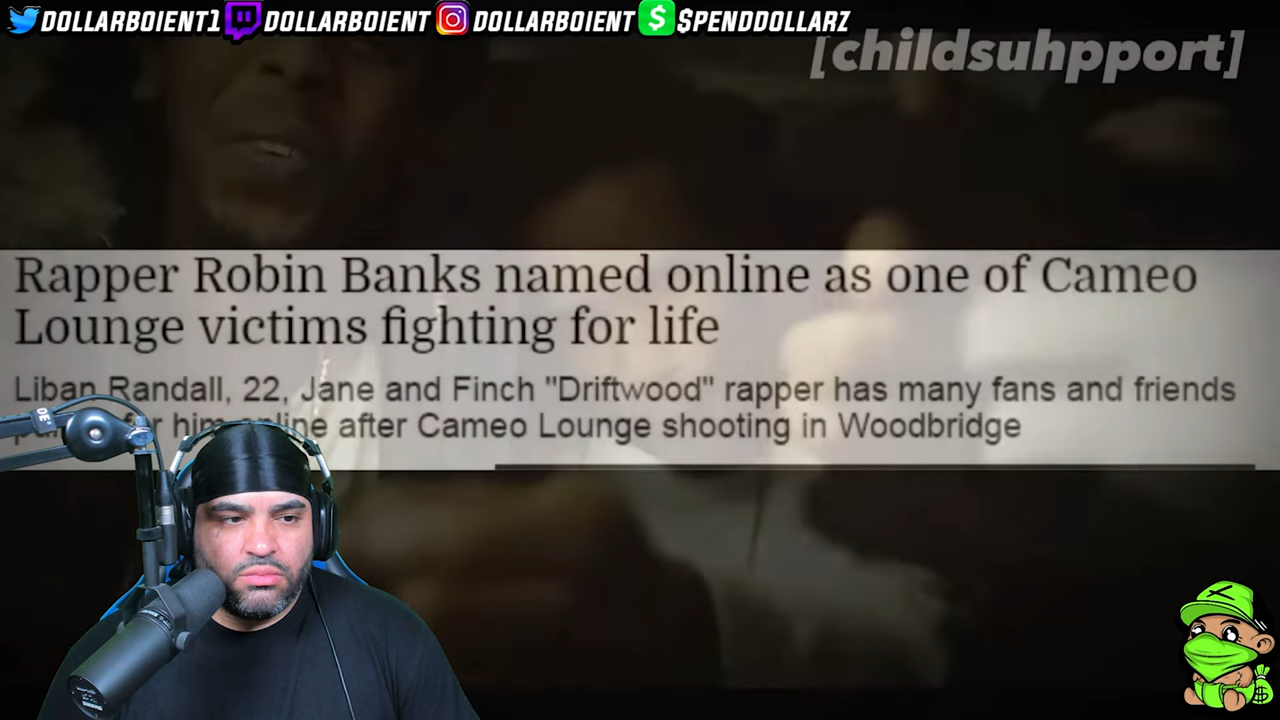 DOLLARBOIENT1 DOLLARBOIENT DOLLARBOIENT $PENDDOLLARZ
[childsuhpport]
Rapper Robin Banks named online as one of Cameo
Lounge victims fighting for life
Liban Randall, 22, Jane and Finch "Driftwood" rapper has many fans and friends
him online after Cameo Lounge shooting in Woodbridge